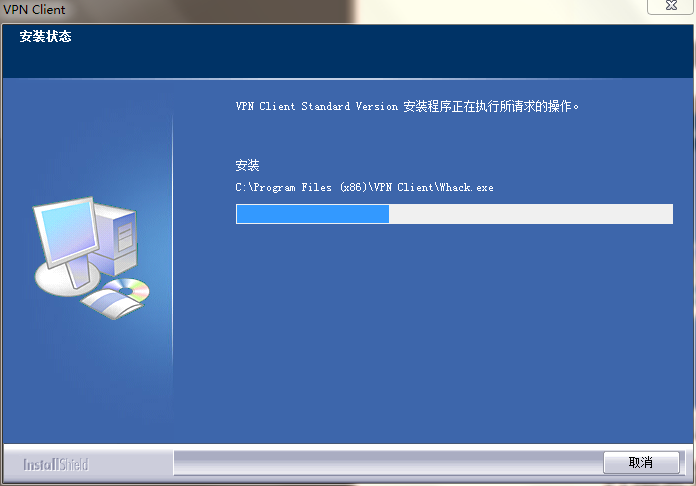 VPN Client
安装状态
VPN Client Standard Version 安装程序正在执行所请求的操作。
安装
C:\Program Files (x86)\VPN Client\Whack.exe
InstallShield
取消